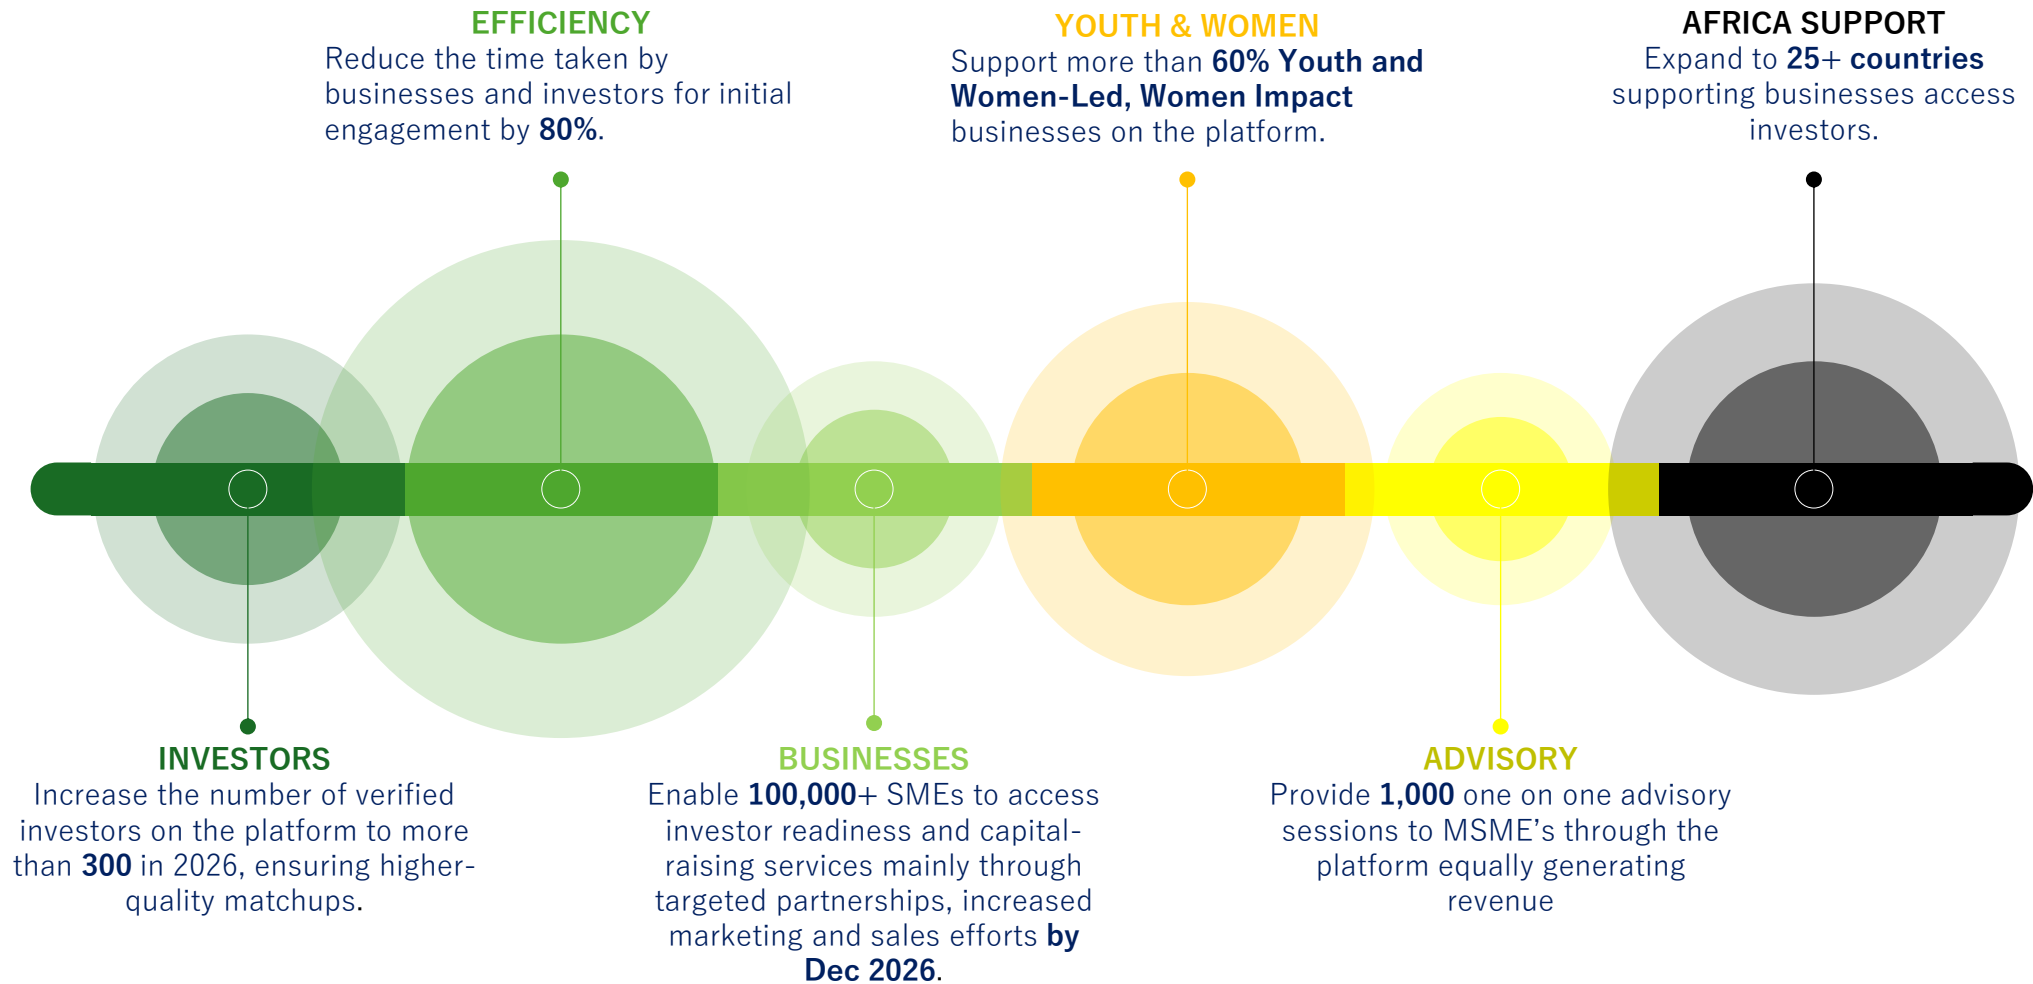 EFFICIENCY
Reduce the time taken by
businesses and investors for initial
engagement by 80%.
YOUTH & WOMEN
Support more than 60% Youth and
Women-Led, Women Impact
businesses on the platform.
AFRICA SUPPORT
Expand to 25+ countries
supporting businesses access
investors.
INVESTORS
Increase the number of verified
investors on the platform to more
than 300 in 2026, ensuring higher-
quality matchups.
BUSINESSES
Enable 100,000+ SMEs to access
investor readiness and capital-
raising services mainly through
targeted partnerships, increased
marketing and sales efforts by
Dec 2026.
ADVISORY
Provide 1,000 one on one advisory
sessions to MSME’s through the
platform equally generating
revenue